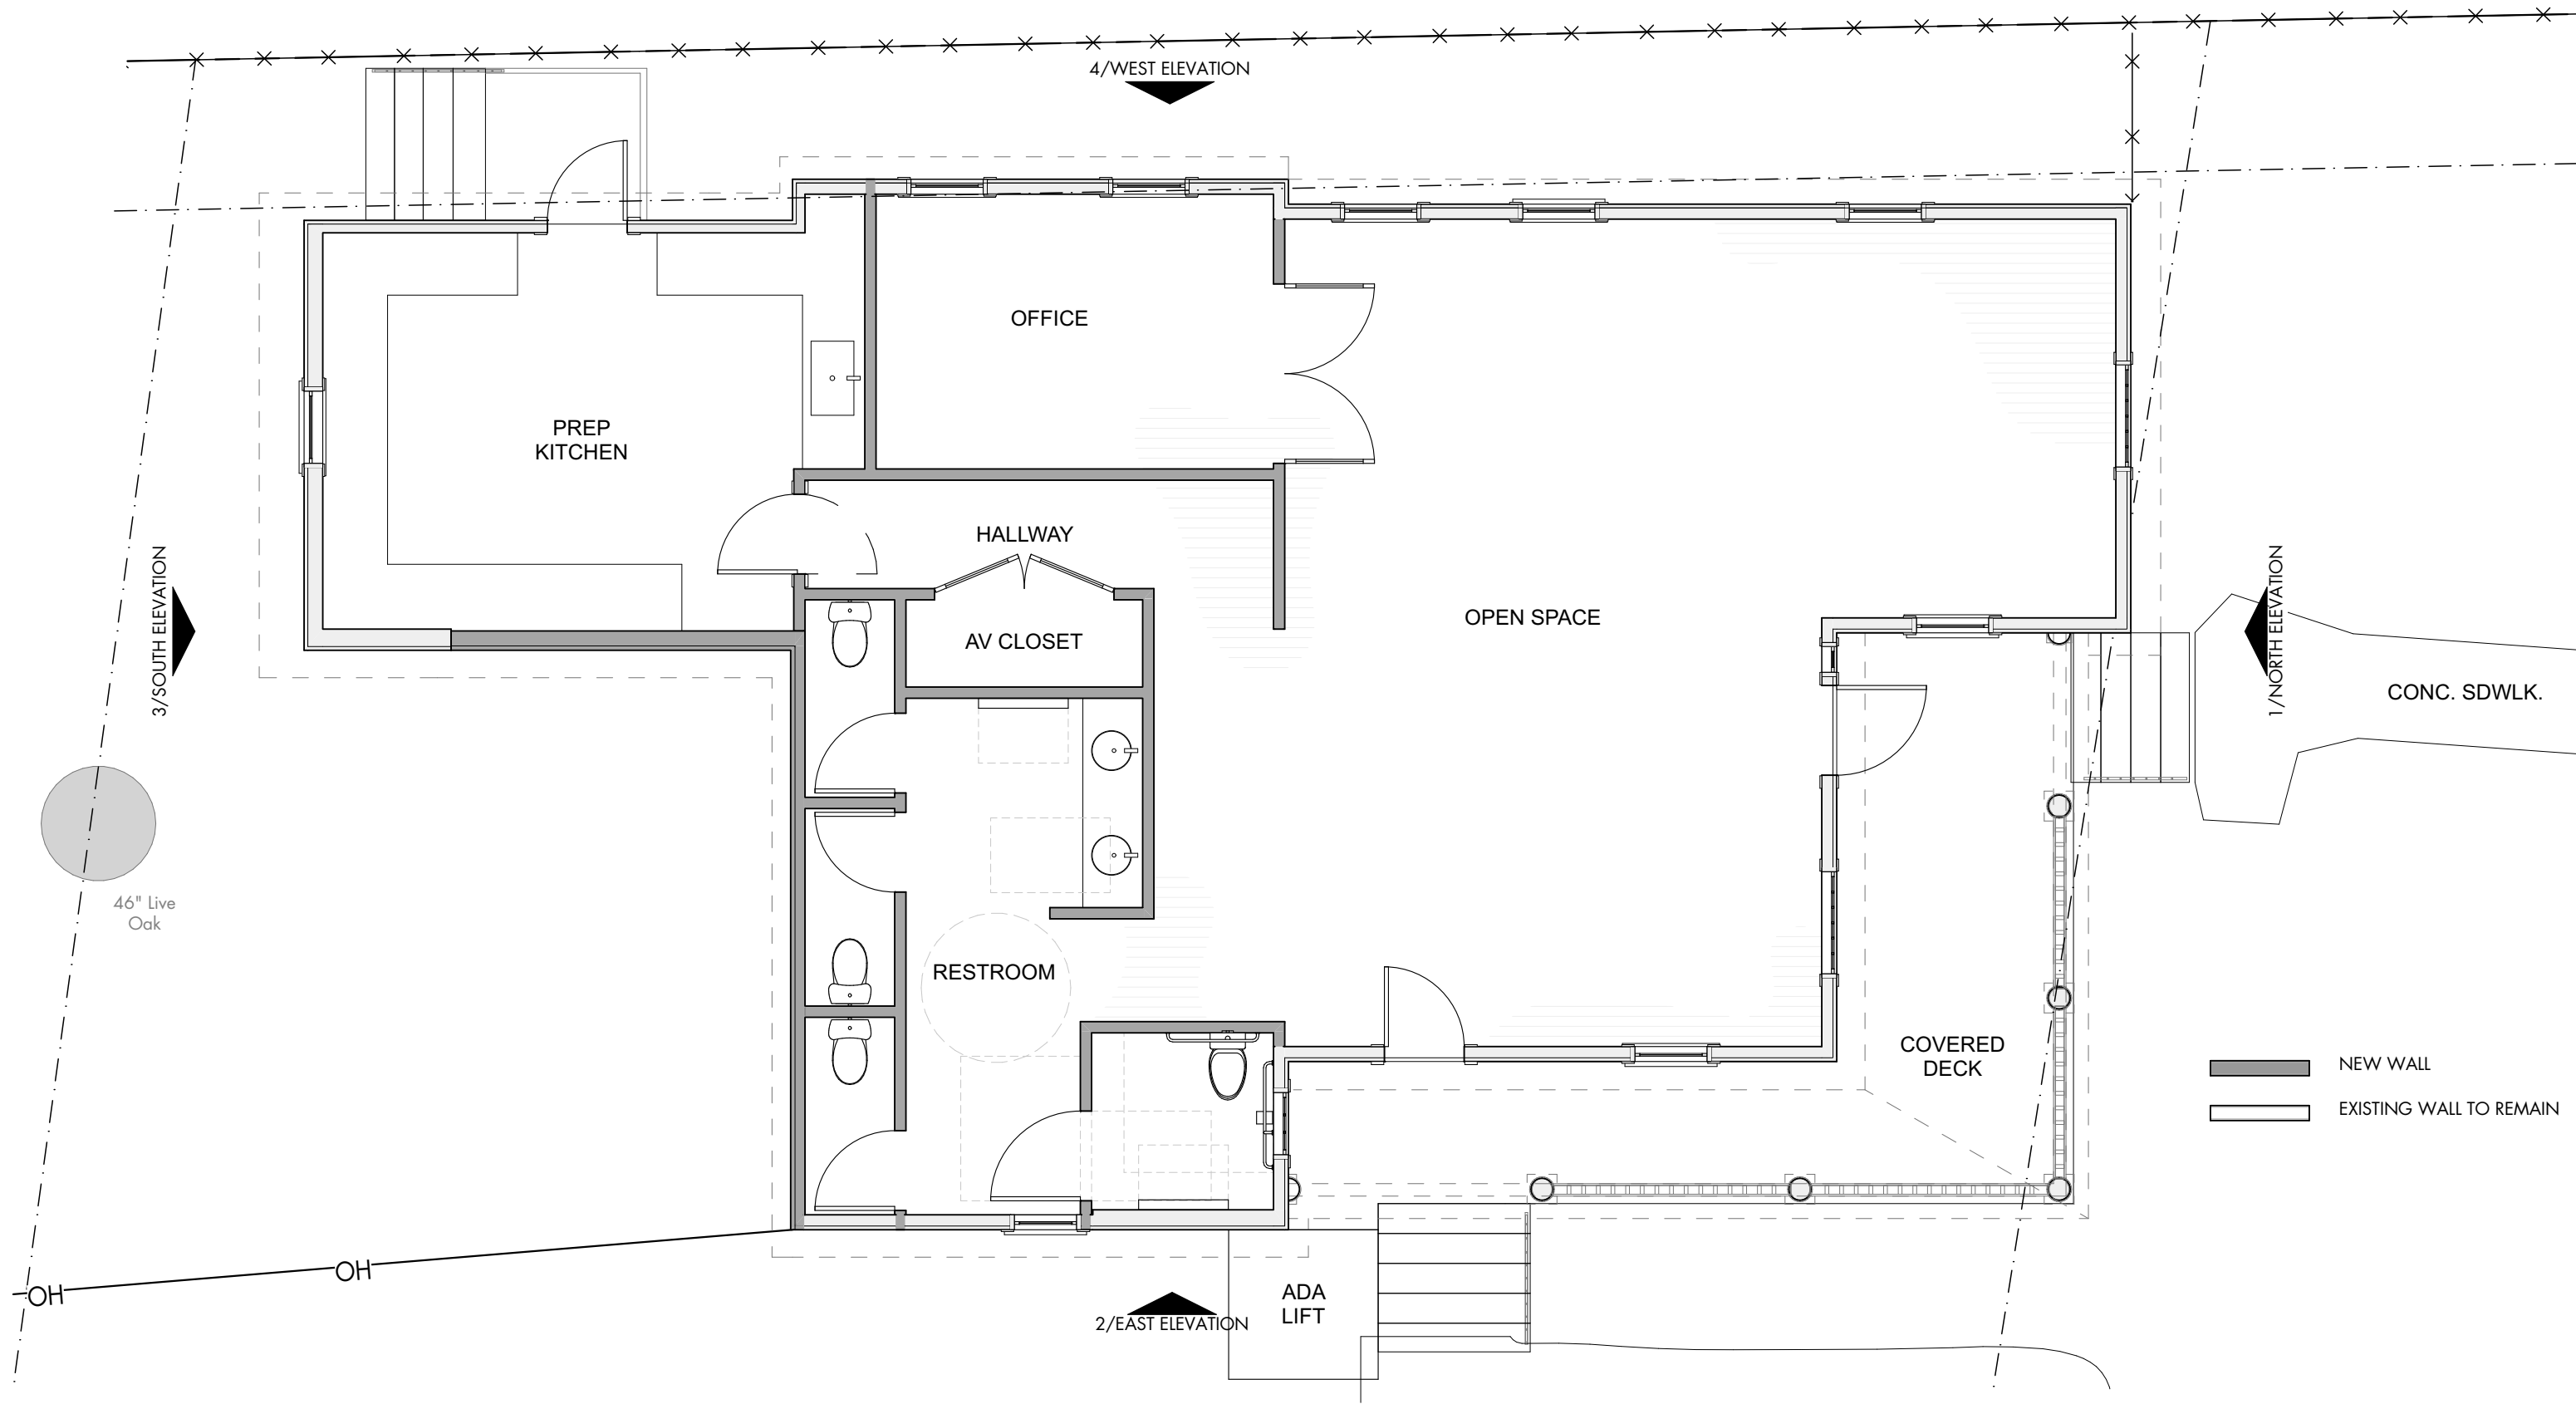 4/WEST ELEVATION
OFFICE
PREP
KITCHEN
HALLWAY
3/SOUTH ELEVATION
AV CLOSET
OPEN SPACE
1/NORTH ELEVATION
CONC. SDWLK.
46" Live
Oak
RESTROOM
COVERED
DECK
NEW WALL
EXISTING WALL TO REMAIN
OH
OH
ADA
LIFT
2/EAST ELEVATION